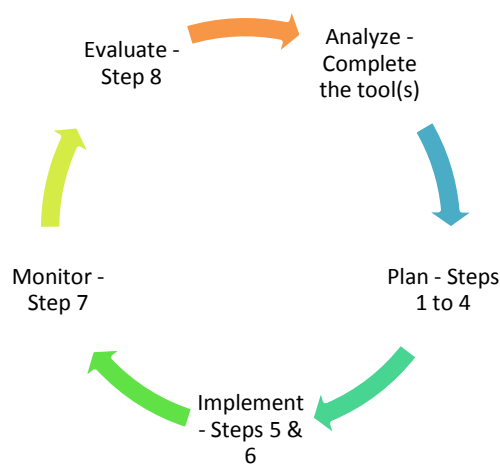 Evaluate -
Step 8
Analyze -
Complete
the tool(s)
Plan - Steps
1 to 4
Implement
- Steps 5 &
6
Monitor -
Step 7